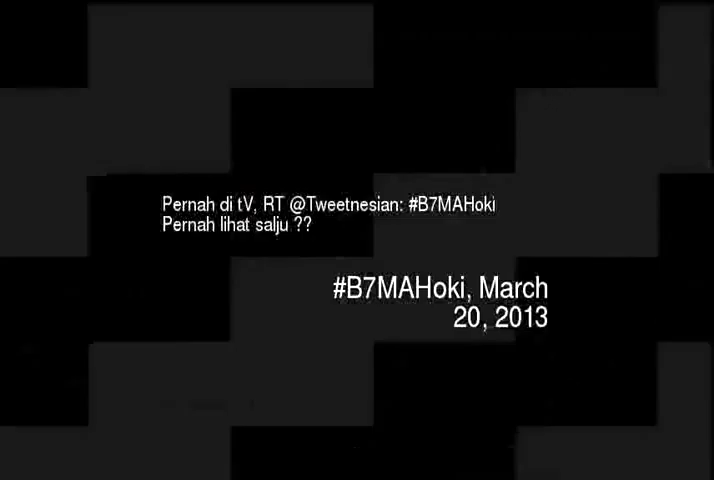 Pernah di tV, RT @Tweetnesian: #B7MAHoki
Pernah lihat salju ??
#B7MAHoki, March
20, 2013